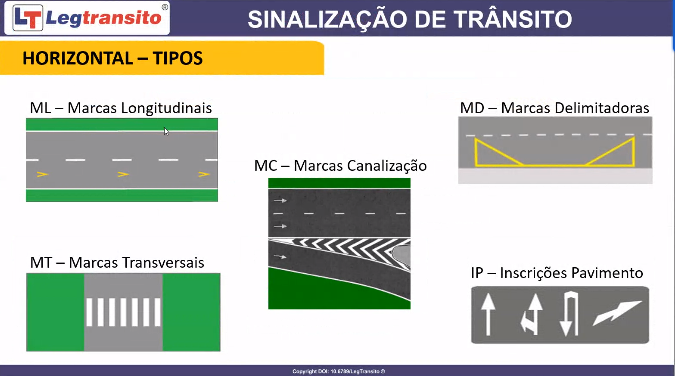 LT Legtransito®
SINALIZAÇÃO DE TRÂNSITO
HORIZONTAL – TIPOS
ML – Marcas Longitudinais
MD – Marcas Delimitadoras
MC – Marcas Canalização
MT – Marcas Transversais
IP – Inscrições Pavimento
Copyright DOI: 10-5789/LegTransito ®